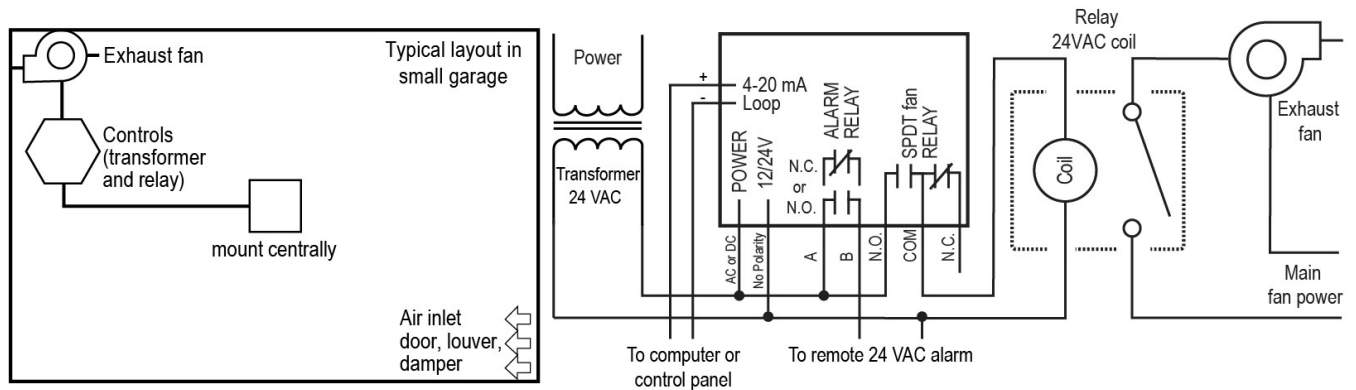 Exhaust fan
Typical layout in
small garage
Controls
(transformer
and relay)
mount centrally
Air inlet
door, louver,
damper
Power
Transformer
24 VAC
+
-
4-20 mA
Loop
POWER
12/24V
ALARM
RELAY
N.C.
or
N.O.
SPDT fan
RELAY
AC or DC
No Polarity
A
B
N.O.
COM
N.C.
To computer or
control panel
To remote 24 VAC alarm
Relay
24VAC coil
Coil
Exhaust
fan
Main
fan power